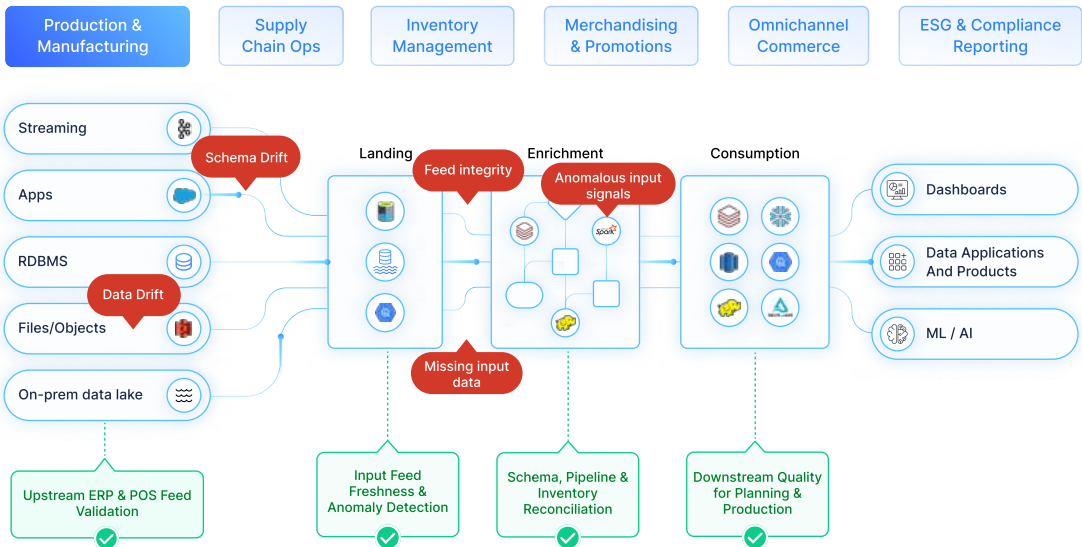 Production &
Manufacturing
Supply
Chain Ops
Inventory
Management
Merchandising
& Promotions
Omnichannel
Commerce
ESG & Compliance
Reporting
Streaming
Apps
RDBMS
Files/Objects
On-prem data lake
Schema Drift
Data Drift
Landing
Feed integrity
Missing input
data
Enrichment
Anomalous input
signals
Spark
Consumption
Dashboards
Data Applications
And Products
ML / AI
Upstream ERP & POS Feed
Validation
Input Feed
Freshness &
Anomaly Detection
Schema, Pipeline &
Inventory
Reconciliation
Downstream Quality
for Planning &
Production